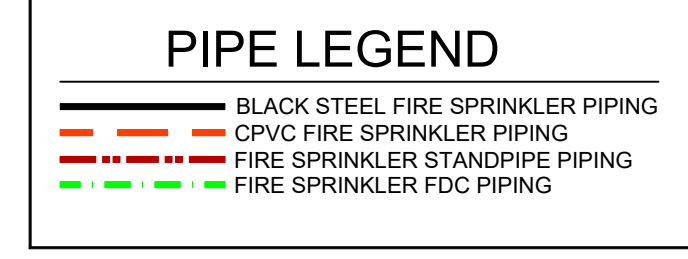 PIPE LEGEND
BLACK STEEL FIRE SPRINKLER PIPING
CPVC FIRE SPRINKLER PIPING
FIRE SPRINKLER STANDPIPE PIPING
FIRE SPRINKLER FDC PIPING